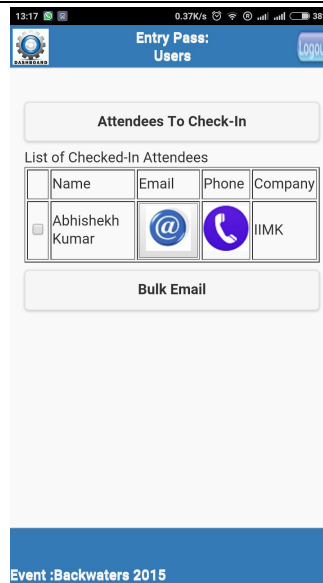 13:17 0.37K/s 38
Entry Pass:
Users
DASHBOARD
Logou
Attendees To Check-In
List of Checked-In Attendees
Name Email Phone Company
Abhishekh
Kumar
@
IIMK
Bulk Email
Event :Backwaters 2015